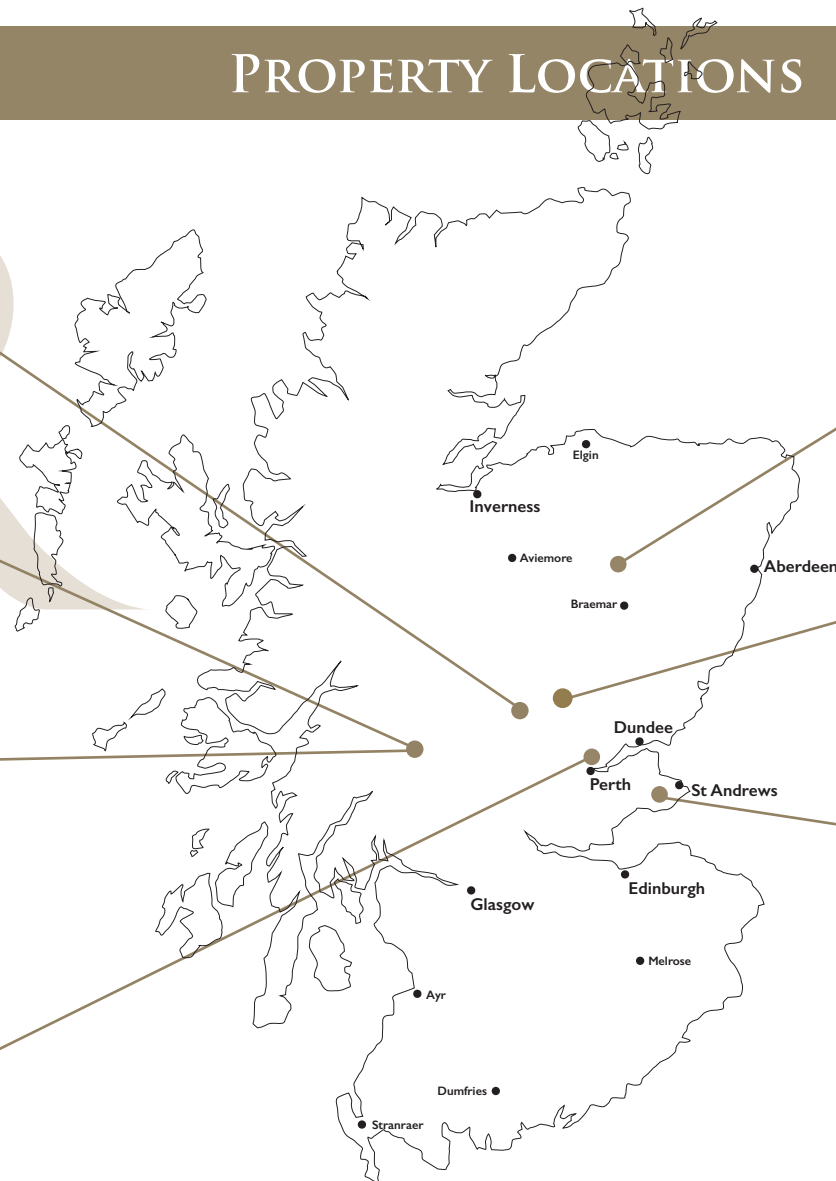 PROPERTY LOCATIONS
Elgin
Inverness
Aviemore
Aberdeen
Braemar
Dundee
Perth
St Andrews
Edinburgh
Glasgow
Melrose
Ayr
Dumfries
Stranraer